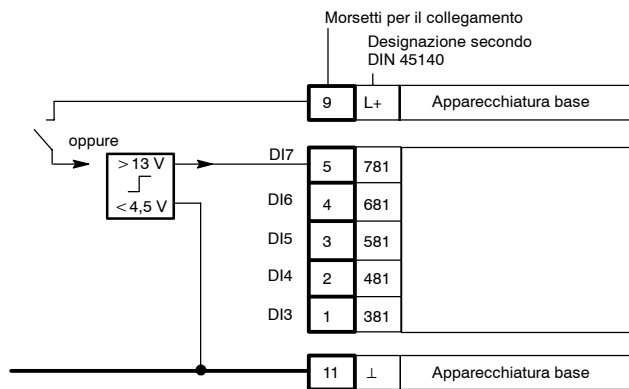 Morsetti per il collegamento
Designazione secondo
DIN 45140
9 L+ Apparecchiatura base
oppure
>13 V
<4,5 V
DI7 5 781
DI6 4 681
DI5 3 581
DI4 2 481
DI3 1 381
11 ⊥ Apparecchiatura base